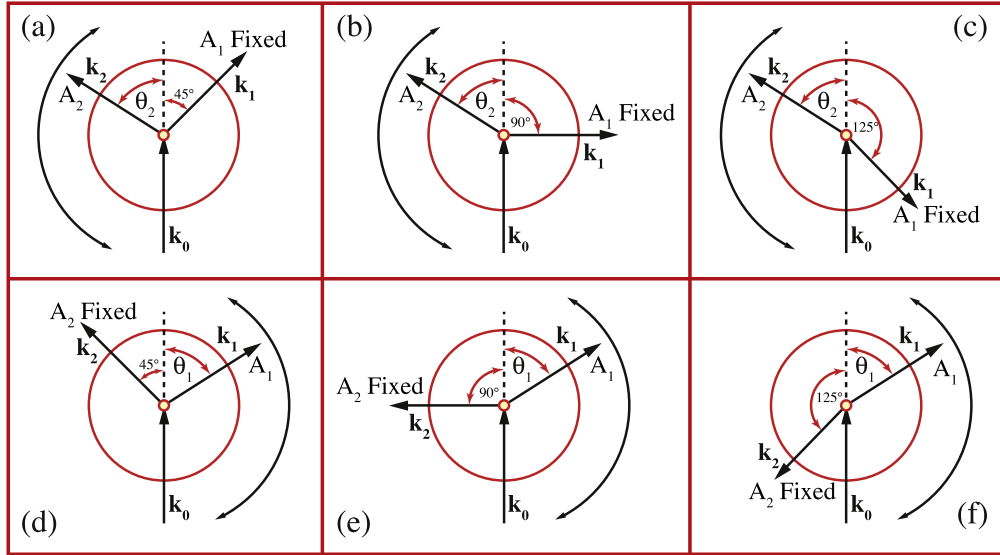 (a)
A₁ Fixed
k₂
45°
k₁
A₂
θ₂
k₀
(b)
k₂
A₂
θ₂
90°
A₁ Fixed
k₁
k₀
(c)
k₂
A₂
θ₂
125°
k₁
A₁ Fixed
k₀
A₂ Fixed
k₂
45°
θ₁
k₁
A₁
k₀
(d)
k₁
θ₁
A₁
A₂ Fixed
90°
k₂
k₀
(e)
k₁
θ₁
A₁
125°
k₂
A₂ Fixed
k₀
(f)